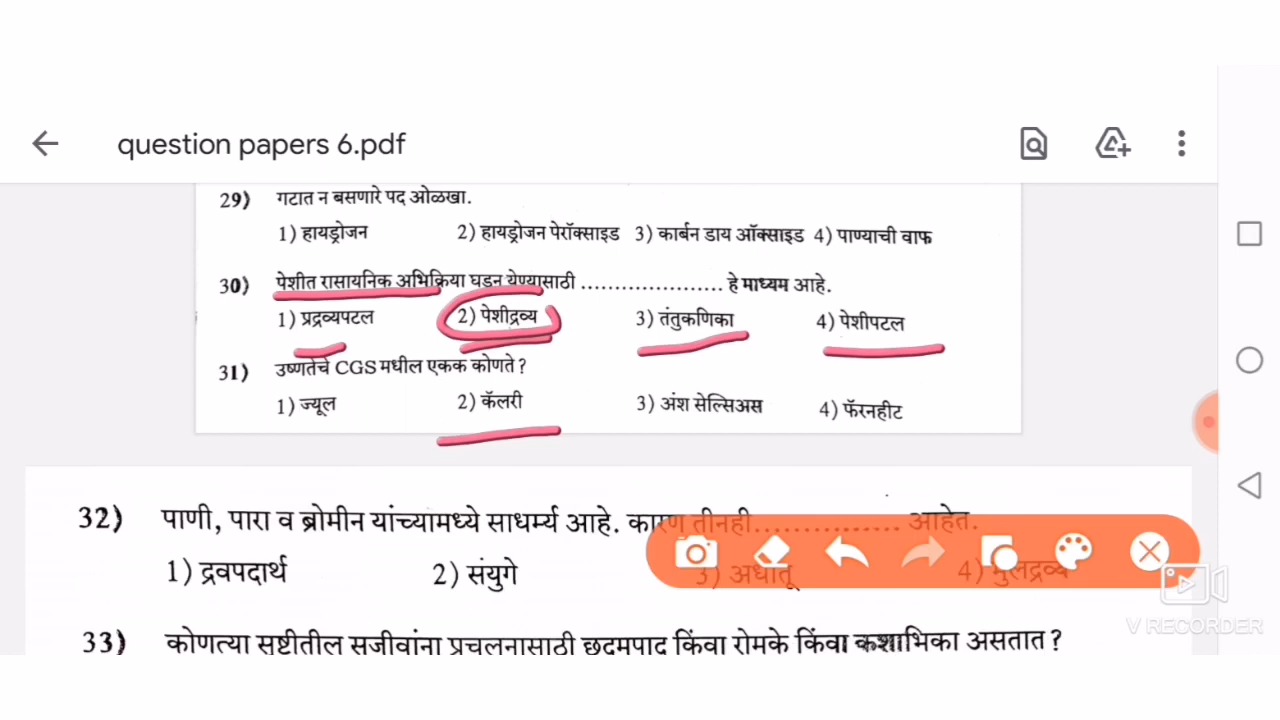 question papers 6.pdf
29) गटात न बसणारे पद ओळखा.
1) हायड्रोजन 2) हायड्रोजन पेरॉक्साइड 3) कार्बन डाय ऑक्साइड 4) पाण्याची वाफ
30) पेशीत रासायनिक अभिक्रिया घडन येण्यासाठी ..................... हे माध्यम आहे.
1) प्रद्रव्यपटल 2) पेशीद्रव्य 3) तंतुकणिका 4) पेशीपटल
31) उष्णतेचे CGS मधील एकक कोणते?
1) ज्यूल 2) कॅलरी 3) अंश सेल्सिअस 4) फॅरनहीट
32) पाणी, पारा व ब्रोमीन यांच्यामध्ये साधर्म्य आहे. कारण तीनही............... आहेत.
1) द्रवपदार्थ 2) संयुगे 3) अधातू 4) मुलद्रव्य
V RECORDER
33) कोणत्या सृष्टीतील सजीवांना प्रचलनासाठी छदमपाद किंवा रोमके किंवा कशाभिका असतात?